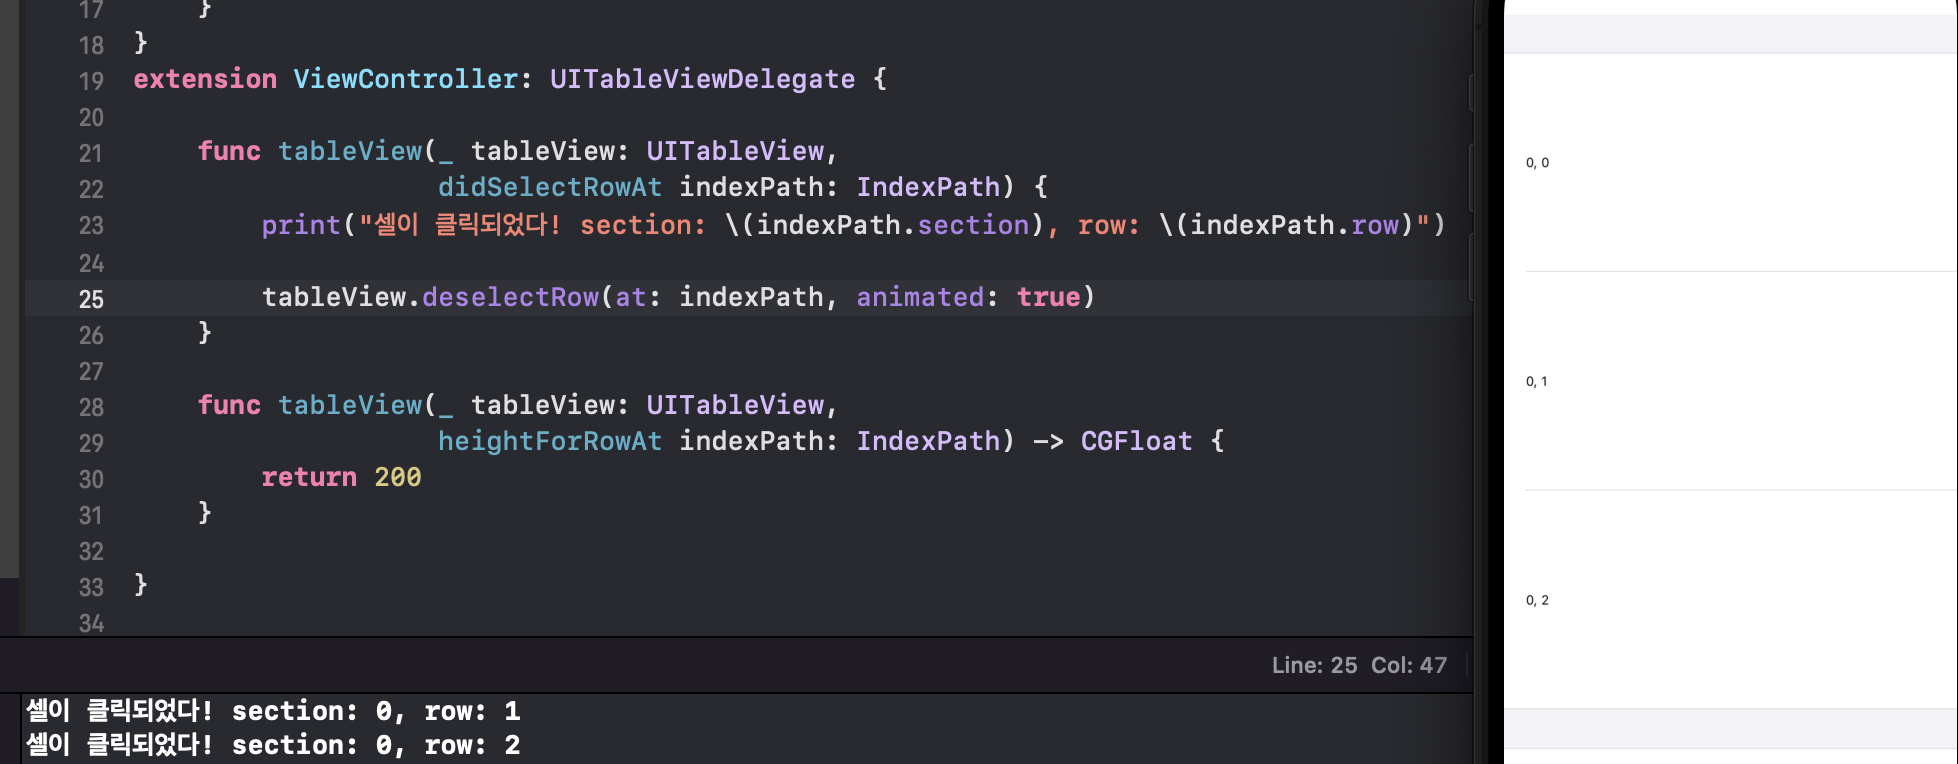 17 }
18 }
19 extension ViewController: UITableViewDelegate {
20
21 func tableView(_ tableView: UITableView,
22 didSelectRowAt indexPath: IndexPath) {
23 print("셀이 클릭되었다! section: \(indexPath.section), row: \(indexPath.row)")
24
25 tableView.deselectRow(at: indexPath, animated: true)
26 }
27
28 func tableView(_ tableView: UITableView,
29 heightForRowAt indexPath: IndexPath) -> CGFloat {
30 return 200
31 }
32
33 }
34
Line: 25 Col: 47
셀이 클릭되었다! section: 0, row: 1
셀이 클릭되었다! section: 0, row: 2
0, 0
0, 1
0, 2